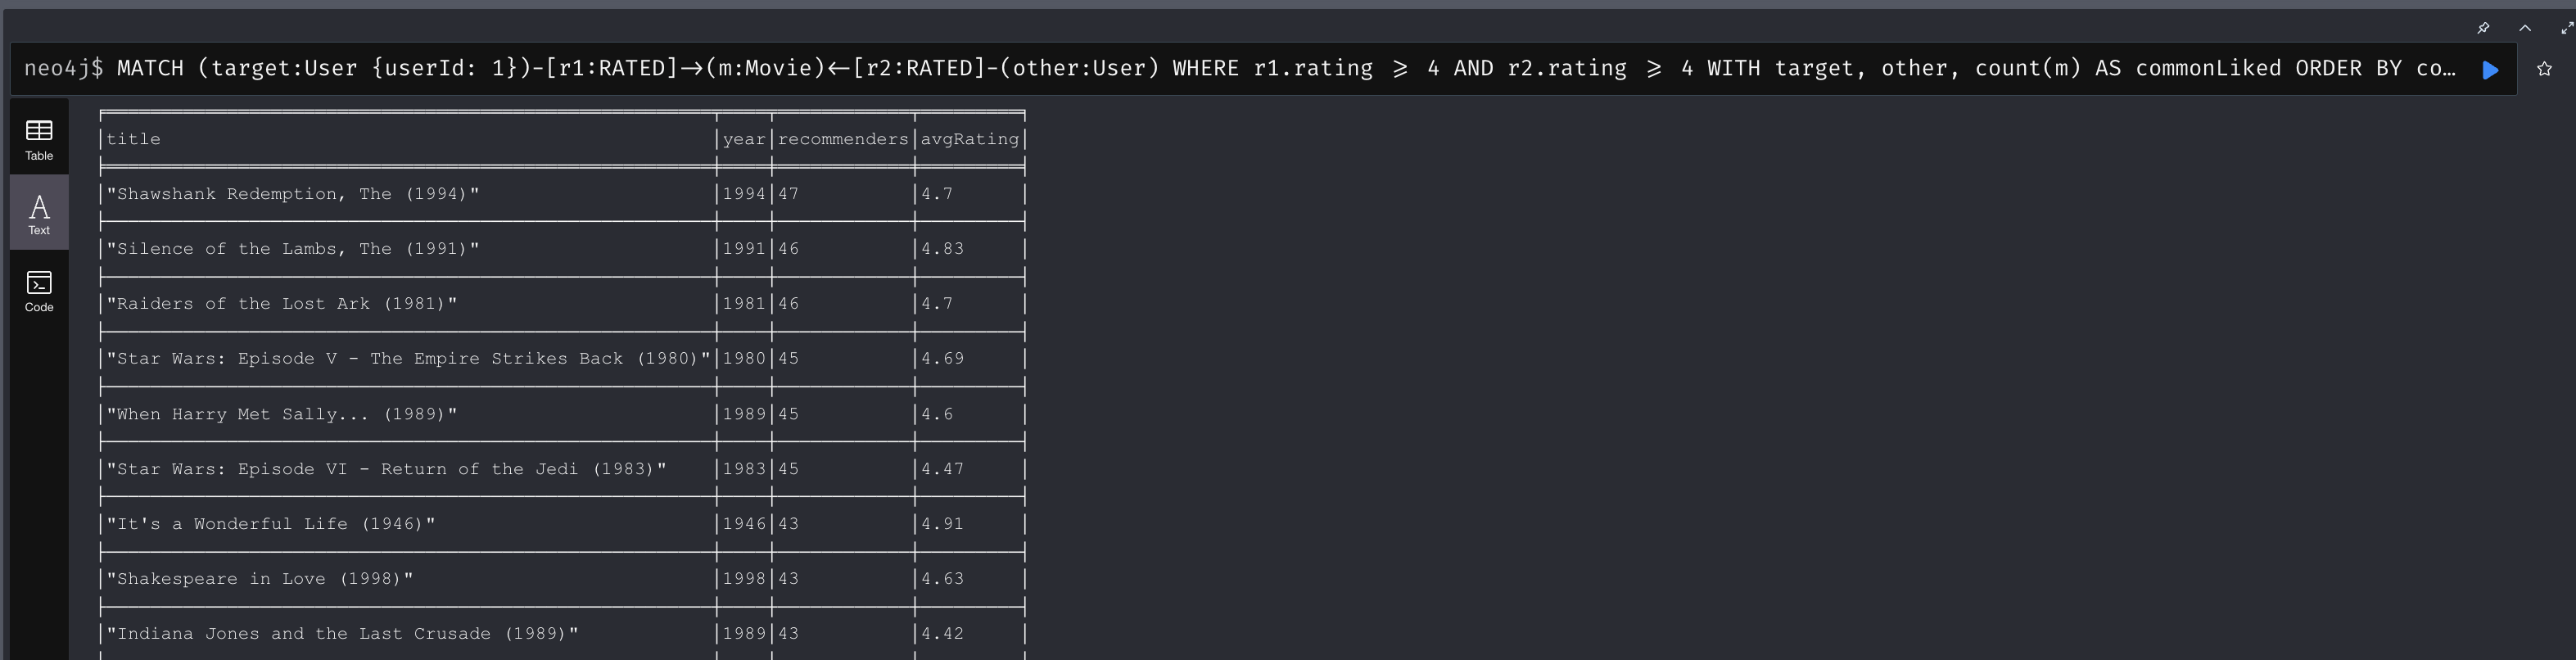 neo4j$ MATCH (target:User {userId: 1})-[r1:RATED]→(m:Movie)←[r2:RATED]-(other:User) WHERE r1.rating ⩾ 4 AND r2.rating ⩾ 4 WITH target, other, count(m) AS commonLiked ORDER BY co…
Table
Text
Code
title year recommenders avgRating
"Shawshank Redemption, The (1994)" 1994 47 4.7
"Silence of the Lambs, The (1991)" 1991 46 4.83
"Raiders of the Lost Ark (1981)" 1981 46 4.7
"Star Wars: Episode V - The Empire Strikes Back (1980)" 1980 45 4.69
"When Harry Met Sally... (1989)" 1989 45 4.6
"Star Wars: Episode VI - Return of the Jedi (1983)" 1983 45 4.47
"It's a Wonderful Life (1946)" 1946 43 4.91
"Shakespeare in Love (1998)" 1998 43 4.63
"Indiana Jones and the Last Crusade (1989)" 1989 43 4.42